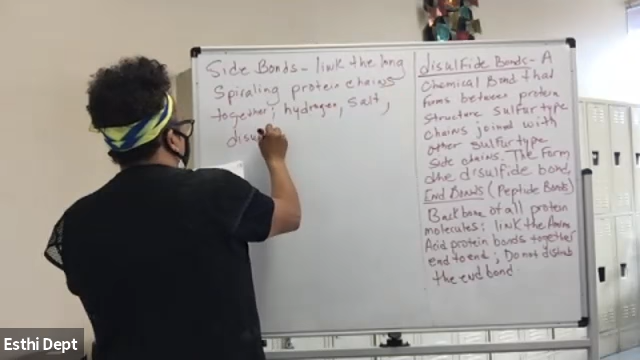 Side Bonds - link the long
Spiraling protein chains
together; hydrogen, salt,
disu
disulfide Bonds - A
Chemical Bond that
forms between protein
structure sulfur type
chains joined with
other sulfur type
side chains. The form
the disulfide bond,
End Bonds (Peptide Bonds)
Backbone of all protein
molecules: link the Amino
Acid protein bonds together
end to end; Do not disturb
the end bond
Esthi Dept